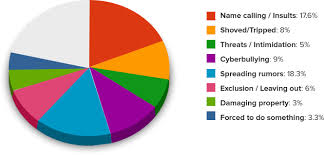 Name calling / Insults: 17.6%
Shoved/Tripped: 8%
Threats / Intimidation: 5%
Cyberbullying: 9%
Spreading rumors: 18.3%
Exclusion / Leaving out: 6%
Damaging property: 3%
Forced to do something: 3.3%